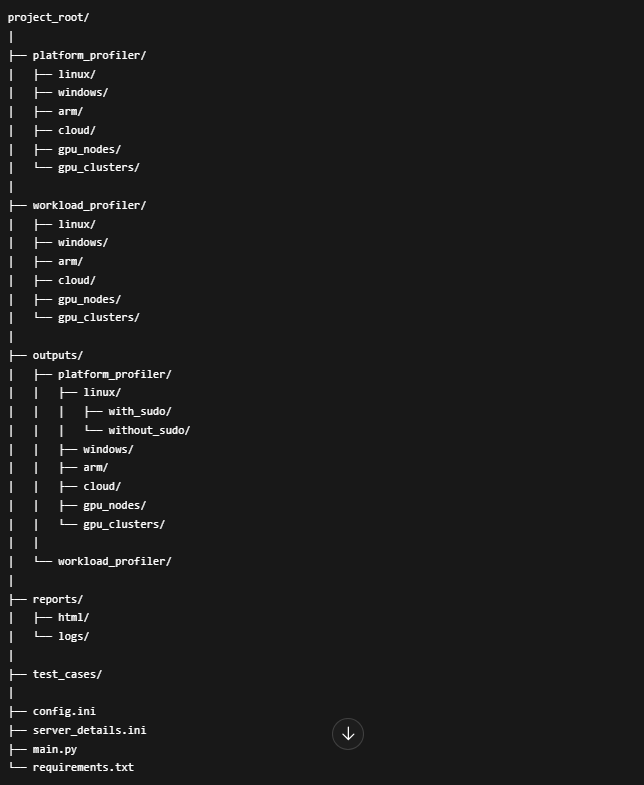 project_root/
│
├── platform_profiler/
│   ├── linux/
│   ├── windows/
│   ├── arm/
│   ├── cloud/
│   ├── gpu_nodes/
│   └── gpu_clusters/
│
├── workload_profiler/
│   ├── linux/
│   ├── windows/
│   ├── arm/
│   ├── cloud/
│   ├── gpu_nodes/
│   └── gpu_clusters/
│
├── outputs/
│   ├── platform_profiler/
│   │   ├── linux/
│   │   │   ├── with_sudo/
│   │   │   └── without_sudo/
│   │   ├── windows/
│   │   ├── arm/
│   │   ├── cloud/
│   │   ├── gpu_nodes/
│   │   └── gpu_clusters/
│   │
│   └── workload_profiler/
│
├── reports/
│   ├── html/
│   └── logs/
│
├── test_cases/
│
├── config.ini
├── server_details.ini
├── main.py
└── requirements.txt